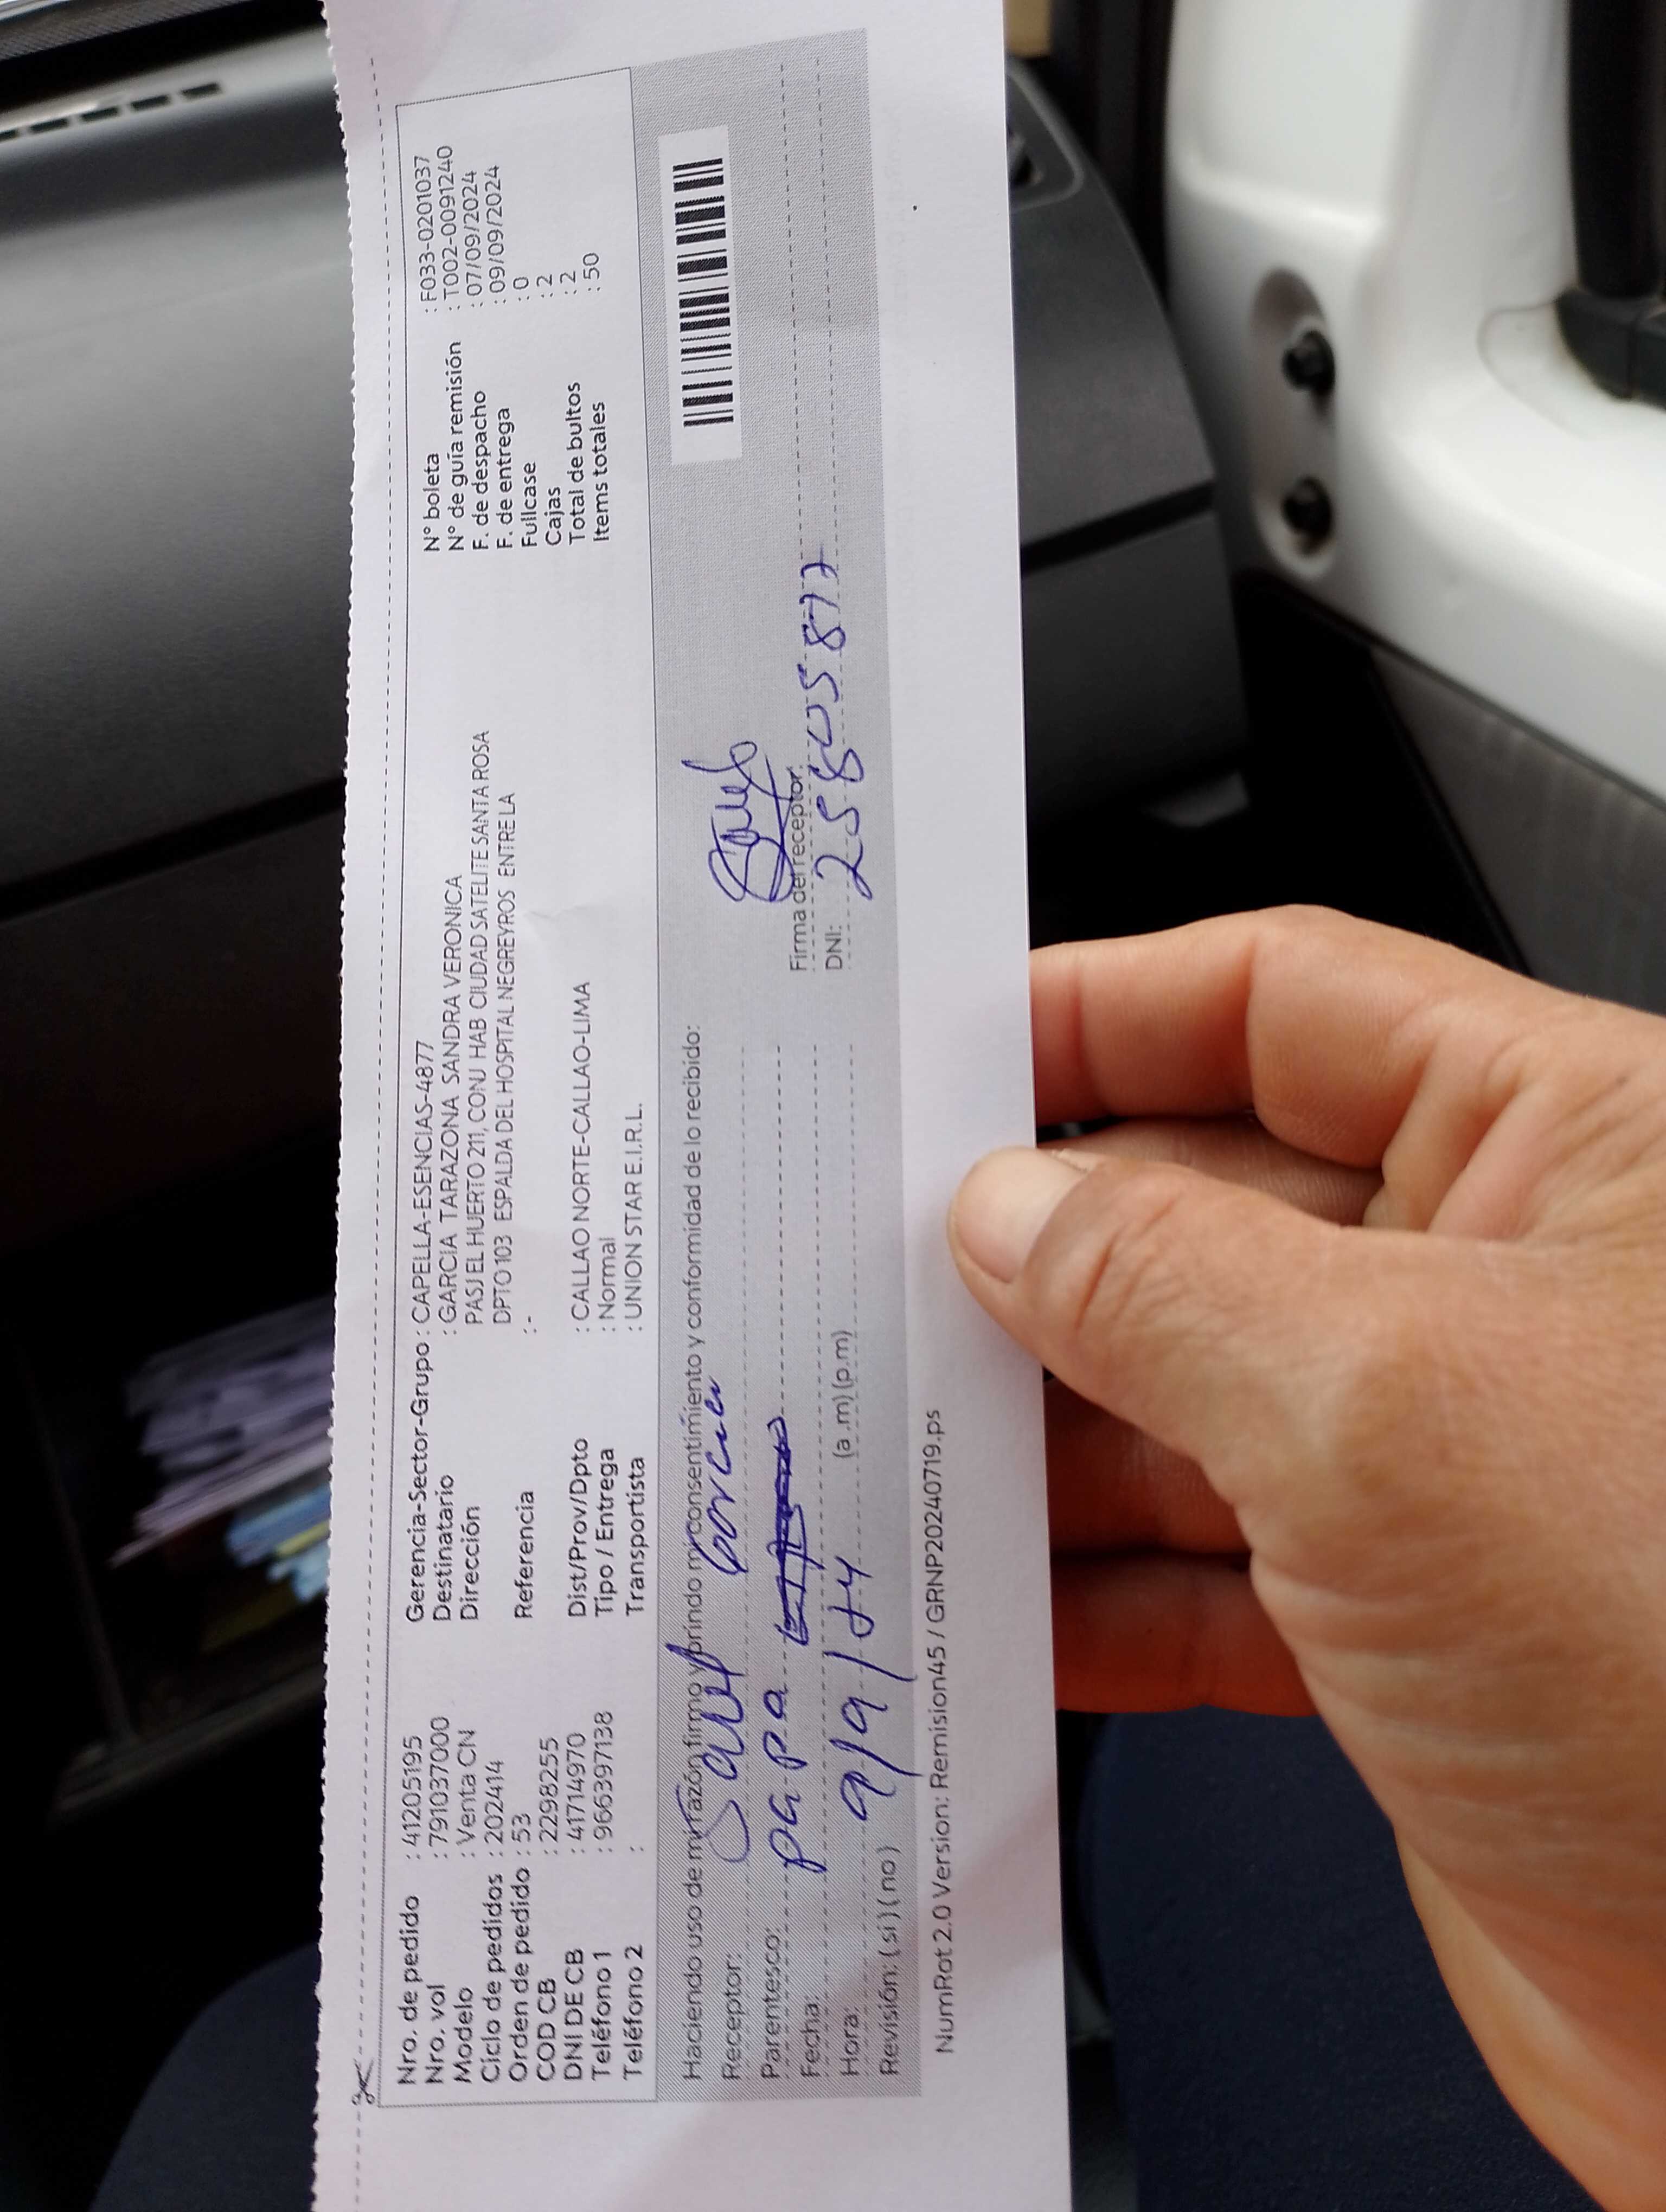 Nro. de pedido : 41205195
Nro. vol : 791037000
Modelo : Venta CN
Ciclo de pedidos : 202414
Orden de pedido : 53
COD CB : 2298255
DNI DE CB : 41714970
Teléfono 1 : 966397138
Teléfono 2 :
Gerencia-Sector-Grupo : CAPELLA-ESENCIAS-4877
Destinatario : GARCIA TARAZONA SANDRA VERONICA
Dirección PASJ EL HUERTO 211, CONJ HAB CIUDAD SATELITE SANTA ROSA
DPTO 103 ESPALDA DEL HOSPITAL NEGREYROS ENTRE LA
Referencia : -
Dist/Prov/Dpto : CALLAO NORTE-CALLAO-LIMA
Tipo / Entrega : Normal
Transportista : UNION STAR E.I.R.L.
N° boleta : F033-0201037
N° de guía remisión : T002-0091240
F. de despacho : 07/09/2024
F. de entrega : 09/09/2024
Fullcase : 0
Cajas : 2
Total de bultos : 2
Items totales : 50
Haciendo uso de mi razón firmo y brindo mi consentimiento y conformidad de lo recibido:
Receptor: Saul Garcia
Parentesco: papa
Fecha: 9/9/24
Hora: (a.m) (p.m)
Revisión: (si) (no)
Firma del receptor:
DNI: 25805872
NumRot 2.0 Version: Remision45 / GRNP20240719.ps